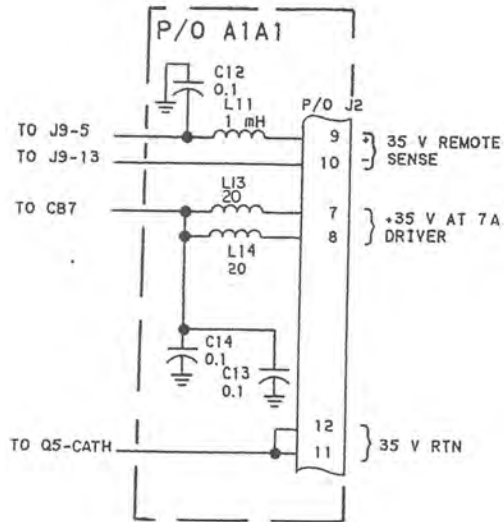 P/O A1A1
C12
0.1
L11
1 mH
P/O J2
TO J9-5
9
+
35 V REMOTE
TO J9-13
10
-
SENSE
L13
20
TO CB7
7
+35 V AT 7A
8
DRIVER
L14
20
C14
0.1
C13
0.1
12
TO Q5-CATH
11
35 V RTN